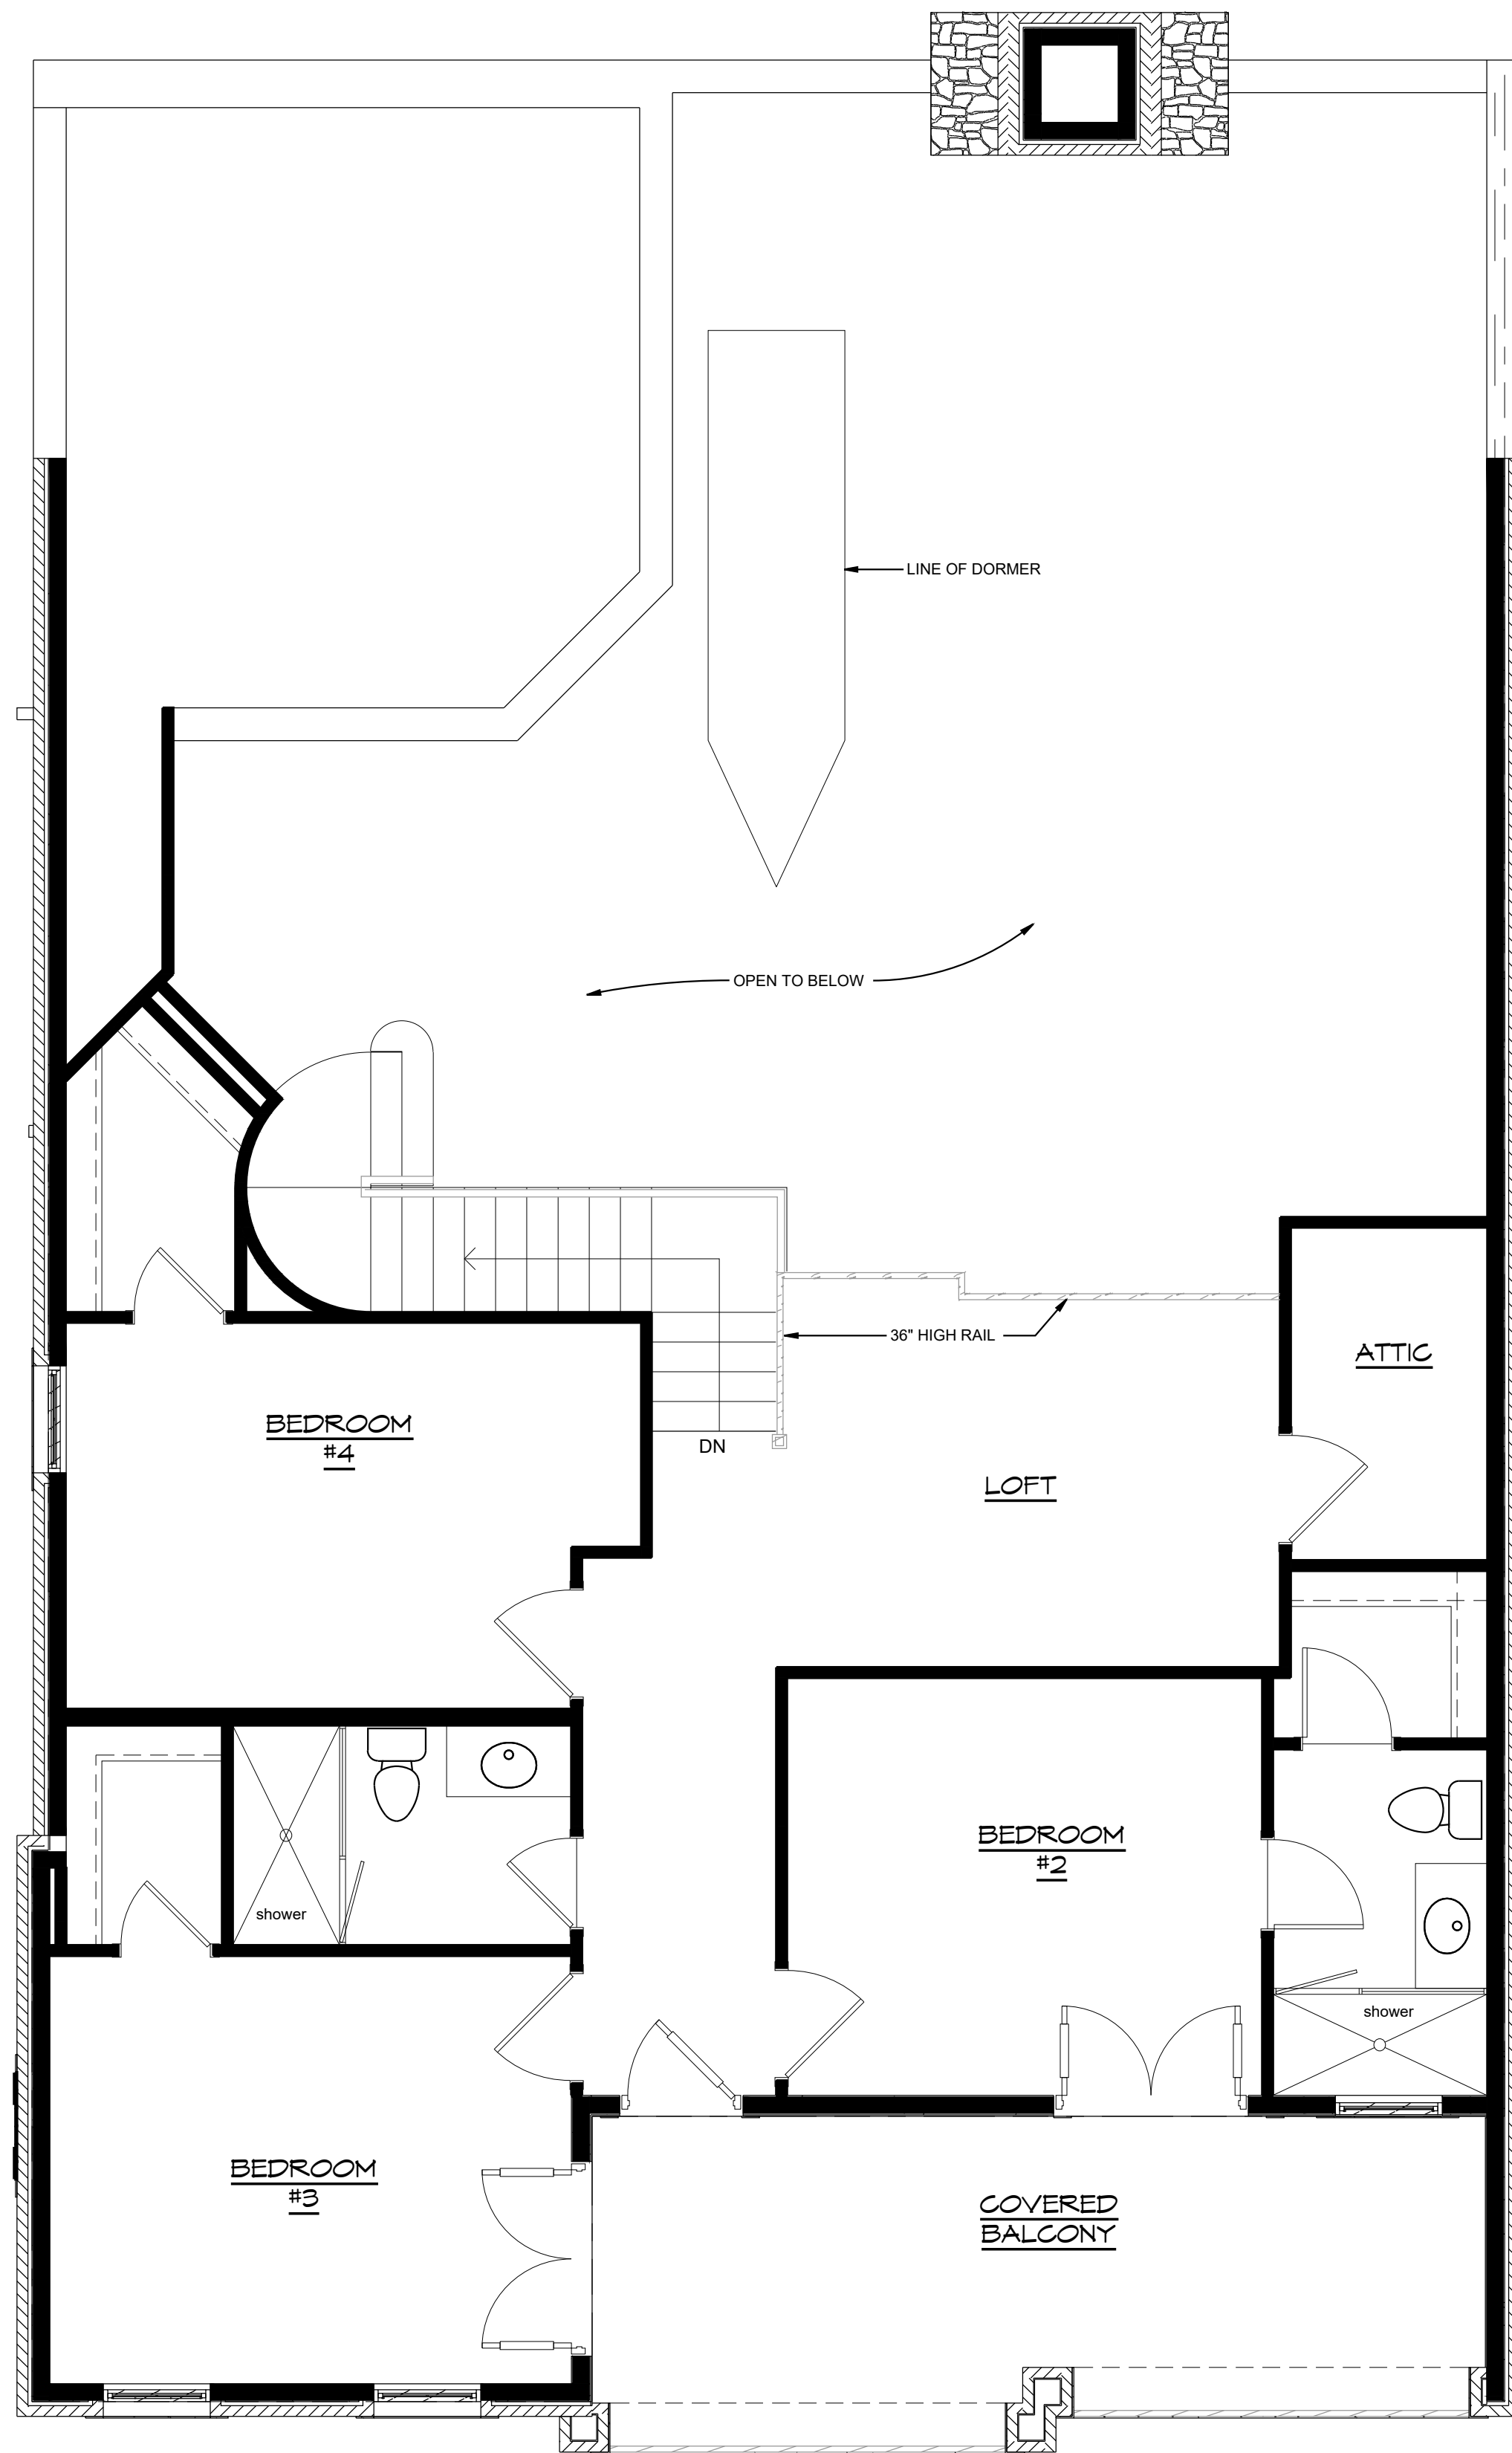 LINE OF DORMER
OPEN TO BELOW
36" HIGH RAIL
ATTIC
BEDROOM
#4
DN
LOFT
BEDROOM
#2
shower
shower
BEDROOM
#3
COVERED
BALCONY